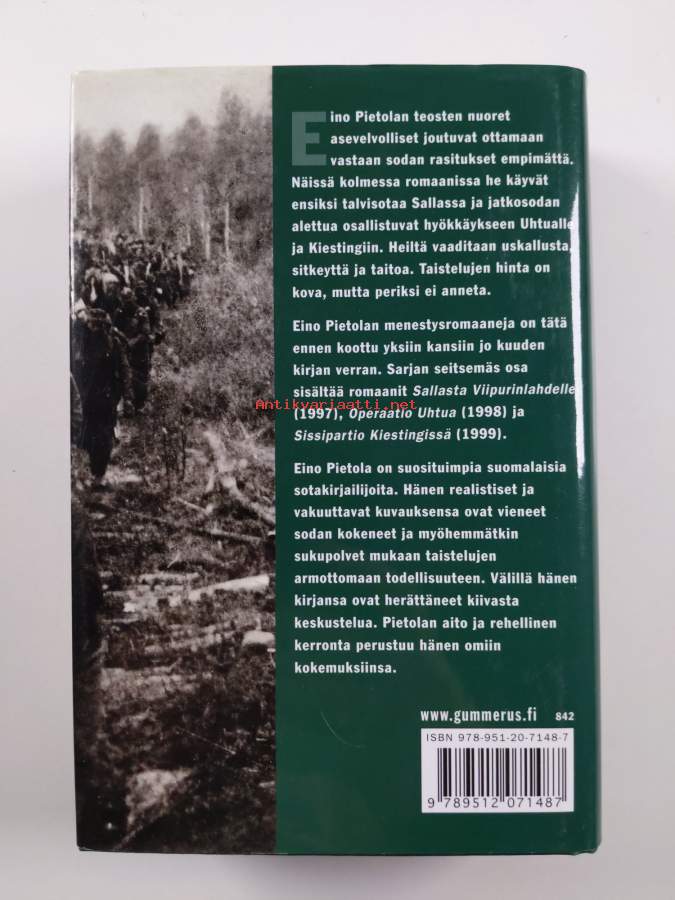 Eino Pietolan teosten nuoret
asevelvolliset joutuvat ottamaan
vastaan sodan rasitukset empimättä.
Näissä kolmessa romaanissa he käyvät
ensiksi talvisotaa Sallassa ja jatkosodan
alettua osallistuvat hyökkäykseen Uhtualle
ja Kiestingiin. Heiltä vaaditaan uskallusta,
sitkeyttä ja taitoa. Taistelujen hinta on
kova, mutta periksi ei anneta.
Eino Pietolan menestysromaaneja on tätä
ennen koottu yksiin kansiin jo kuuden
kirjan verran. Sarjan seitsemäs osa
sisältää romaanit Sallasta Viipurinlahdelle
Antikvariaatti.net
(1997), Operaatio Uhtua (1998) ja
Sissipartio Kiestingissä (1999).
Eino Pietola on suosituimpia suomalaisia
sotakirjailijoita. Hänen realistiset ja
vakuuttavat kuvauksensa ovat vieneet
sodan kokeneet ja myöhemmätkin
sukupolvet mukaan taistelujen
armottomaan todellisuuteen. Välillä hänen
kirjansa ovat herättäneet kiivasta
keskustelua. Pietolan aito ja rehellinen
kerronta perustuu hänen omiin
kokemuksiinsa.
www.gummerus.fi 842
ISBN 978-951-20-7148-7
9 789512 071487